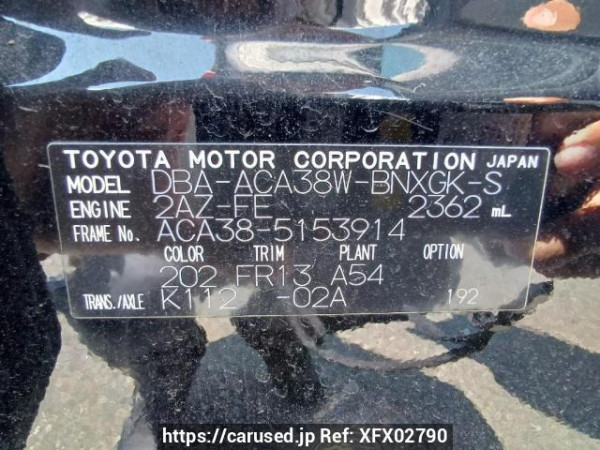 TOYOTA MOTOR CORPORATION JAPAN
MODEL DBA-ACA38W-BNXGK-S
ENGINE 2AZ-FE 2362 mL
FRAME No. ACA38-5153914
COLOR TRIM PLANT OPTION
202 FR13 A54
TRANS./AXLE K112 -02A 192
https://carused.jp Ref: XFX02790